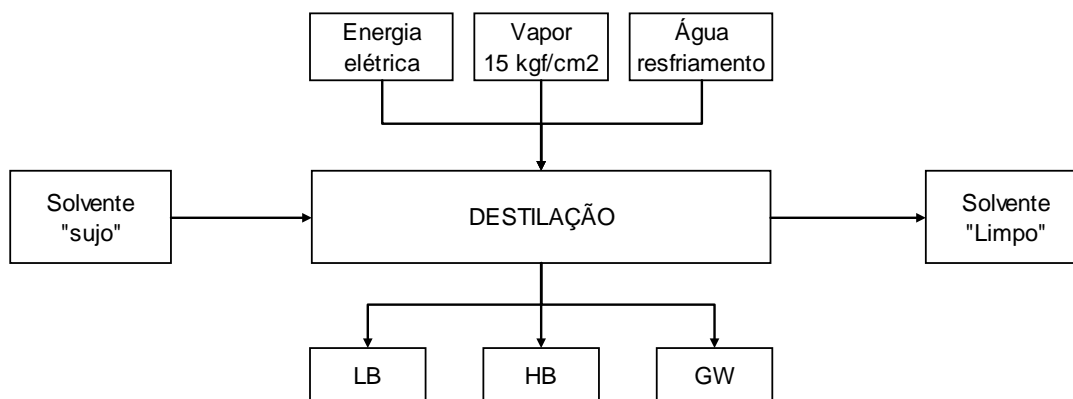 Energia
elétrica
Vapor
15 kgf/cm2
Água
resfriamento
Solvente
"sujo"
DESTILAÇÃO
Solvente
"Limpo"
LB
HB
GW